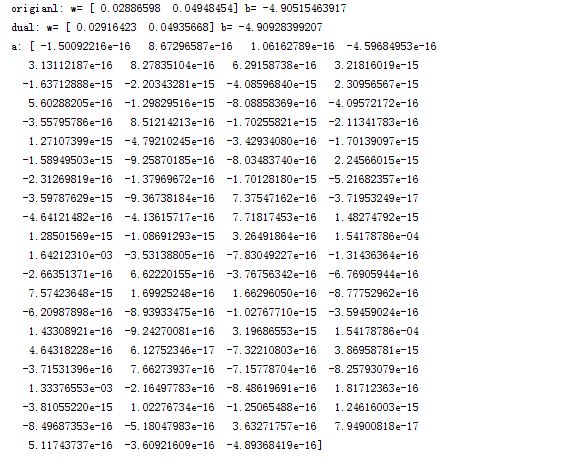 origianl: w= [ 0.02886598 0.04948454] b= -4.90515463917
dual: w= [ 0.02916423 0.04935668] b= -4.90928399207
a: [ -1.50092216e-16 8.67296587e-16 1.06162789e-16 -4.59684953e-16
3.13112187e-16 8.27835104e-16 6.29158738e-16 3.21816019e-15
-1.63712888e-15 -2.20343281e-15 -4.08596840e-15 2.30956567e-15
5.60288205e-16 -1.29829516e-15 -8.08858369e-16 -4.09572172e-16
-3.55795786e-16 8.51214213e-16 -1.70255821e-15 -2.11341783e-16
1.27107399e-15 -4.79210245e-16 -3.42934080e-16 -1.70139097e-15
-1.58949503e-15 -9.25870185e-16 -8.03483740e-16 2.24566015e-15
-2.31269819e-16 -1.37969672e-16 -1.70128180e-15 -5.21682357e-16
-3.59787629e-15 -9.36738184e-16 7.37547162e-16 -3.71953249e-17
-4.64121482e-16 -4.13615717e-16 7.71817453e-16 1.48274792e-15
1.28501569e-15 -1.08691293e-15 3.26491864e-16 1.54178786e-04
1.64212310e-03 -3.53138805e-16 -7.83049227e-16 -1.31436364e-16
-2.66351371e-16 6.62220155e-16 -3.76756342e-16 -6.76905944e-16
7.57423648e-15 1.69925248e-16 1.66296050e-16 -8.77752962e-16
-6.20987898e-16 -8.93933475e-16 -1.02767710e-15 -3.59459024e-16
1.43308921e-16 -9.24270081e-16 3.19686553e-15 1.54178786e-04
4.64318228e-16 6.12752346e-17 -7.32210803e-16 3.86958781e-15
-3.71531396e-16 7.66273937e-16 -7.15778704e-16 -8.25793079e-16
1.33376553e-03 -2.16497783e-16 -8.48619691e-16 1.81712363e-16
-3.81055220e-15 1.02276734e-16 -1.25065488e-16 1.24616003e-15
-8.49687353e-16 -5.18047983e-16 3.63271757e-16 7.94900818e-17
5.11743737e-16 -3.60921609e-16 -4.89368419e-16]